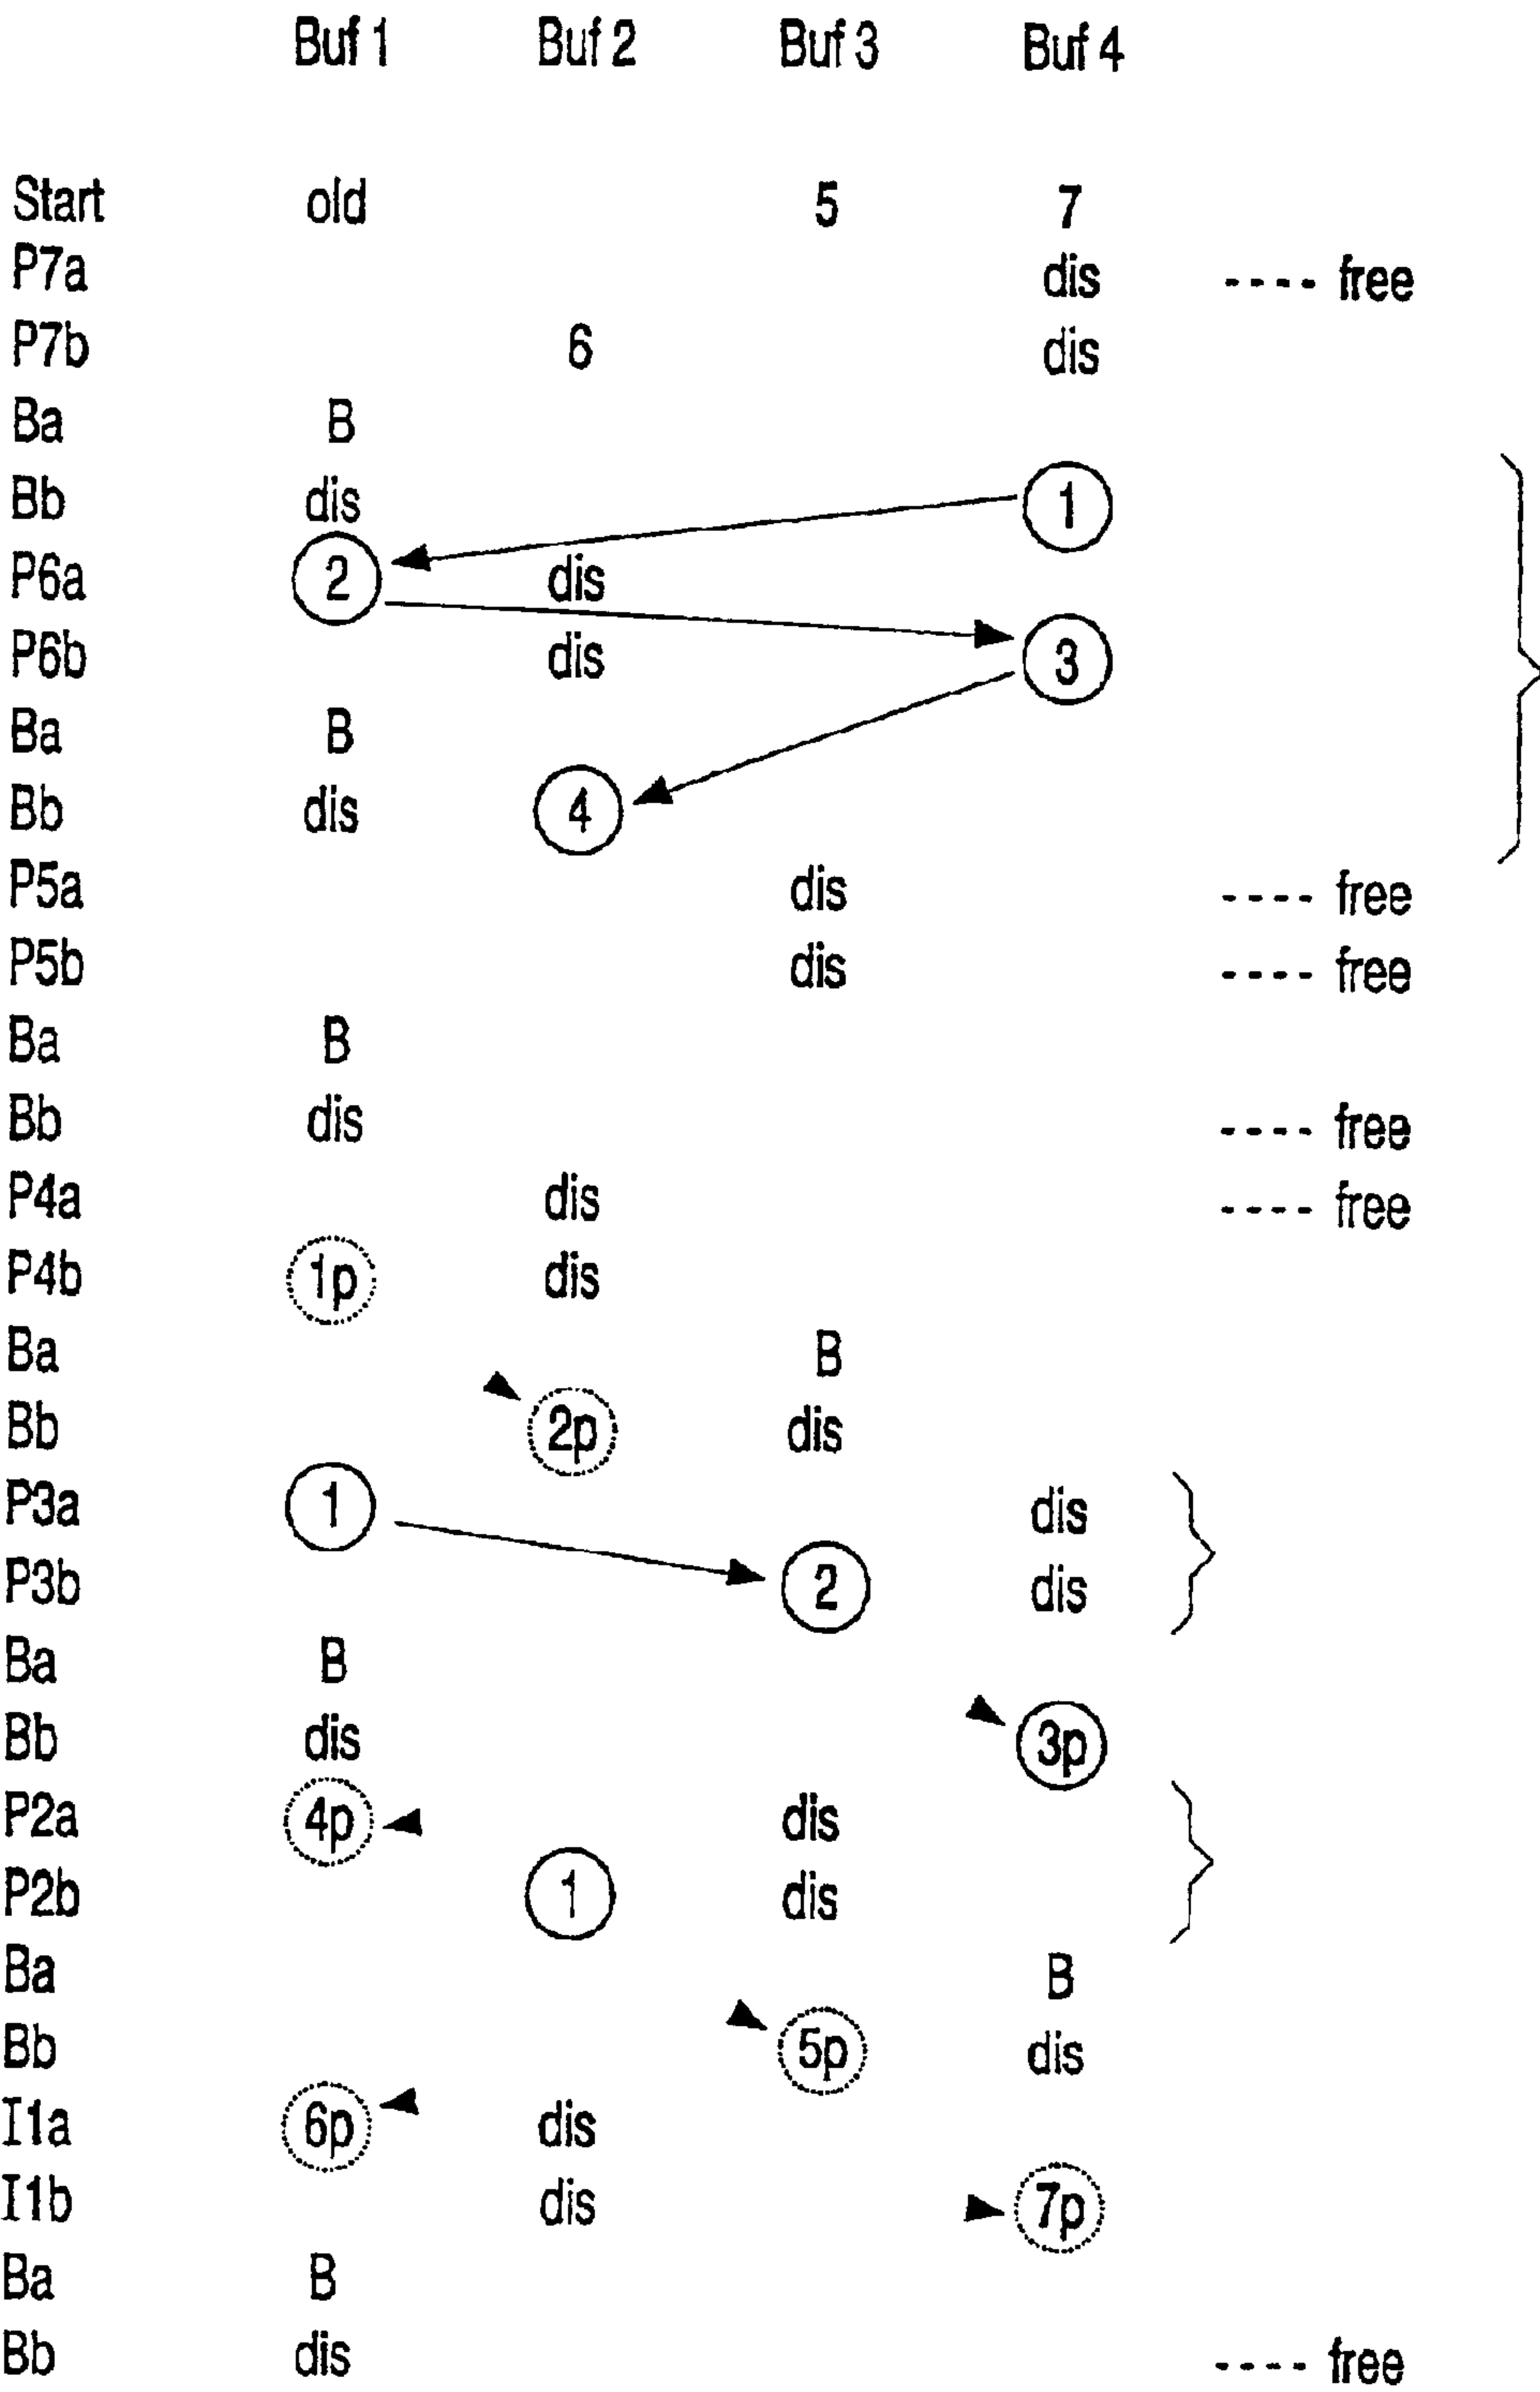 Buf 1 Buf 2 Buf 3 Buf 4
Start old 5 7
P7a dis ---- free
P7b 6 dis
Ba B
Bb dis 1
P6a 2 dis
P6b dis 3
Ba B
Bb dis 4
P5a dis ---- free
P5b dis ---- free
Ba B
Bb dis ---- free
P4a dis ---- free
P4b 1p dis
Ba B
Bb 2p dis
P3a 1 dis
P3b 2 dis
Ba B
Bb dis 3p
P2a 4p dis
P2b 1 dis
Ba B
Bb 5p dis
I1a 6p dis
I1b dis 7p
Ba B
Bb dis ---- free